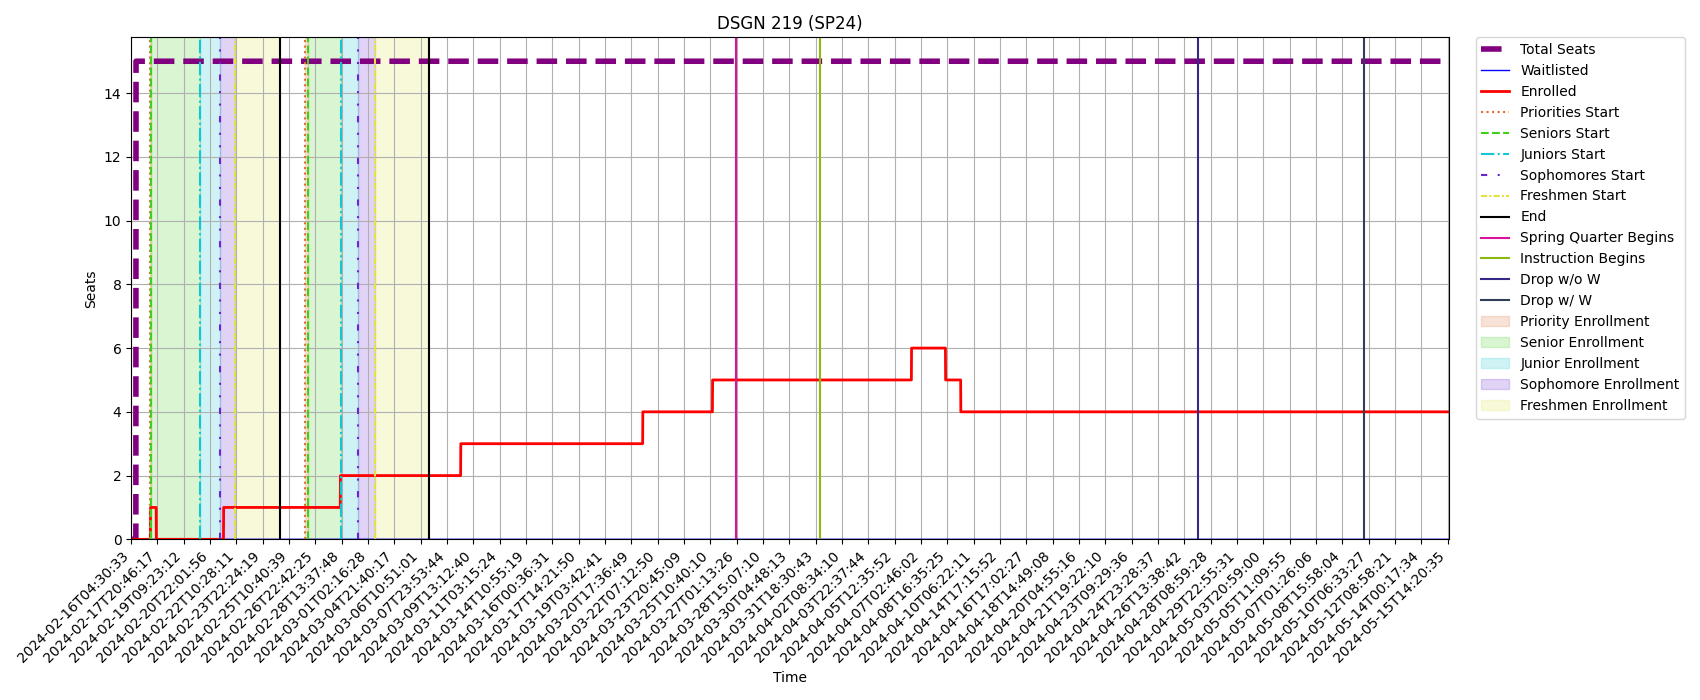 DSGN 219 (SP24)
Seats
14
12
10
8
6
4
2
0
2024-02-16T04:30:33
2024-02-17T20:46:17
2024-02-19T09:23:12
2024-02-20T22:01:56
2024-02-22T10:28:11
2024-02-23T22:24:19
2024-02-25T10:40:39
2024-02-26T22:42:25
2024-02-28T13:37:48
2024-03-01T02:16:28
2024-03-04T21:40:17
2024-03-06T10:51:01
2024-03-07T23:53:44
2024-03-09T13:12:40
2024-03-11T03:15:24
2024-03-14T10:55:19
2024-03-16T00:36:31
2024-03-17T14:21:50
2024-03-19T03:42:41
2024-03-20T17:36:49
2024-03-22T07:12:50
2024-03-23T20:45:09
2024-03-25T10:40:10
2024-03-27T01:13:26
2024-03-28T15:07:10
2024-03-30T04:48:13
2024-03-31T18:30:43
2024-04-02T08:34:10
2024-04-03T22:37:44
2024-04-05T12:35:52
2024-04-07T02:46:02
2024-04-08T16:35:25
2024-04-10T06:22:11
2024-04-14T17:15:52
2024-04-16T17:02:27
2024-04-18T14:49:08
2024-04-20T04:55:16
2024-04-21T19:22:10
2024-04-23T09:29:36
2024-04-24T23:28:37
2024-04-26T13:38:42
2024-04-28T08:59:28
2024-04-29T22:55:31
2024-05-03T20:59:00
2024-05-05T11:09:55
2024-05-07T01:26:06
2024-05-08T15:58:04
2024-05-10T06:33:27
2024-05-12T08:58:21
2024-05-14T00:17:34
2024-05-15T14:20:35
Time
Total Seats
Waitlisted
Enrolled
Priorities Start
Seniors Start
Juniors Start
Sophomores Start
Freshmen Start
End
Spring Quarter Begins
Instruction Begins
Drop w/o W
Drop w/ W
Priority Enrollment
Senior Enrollment
Junior Enrollment
Sophomore Enrollment
Freshmen Enrollment